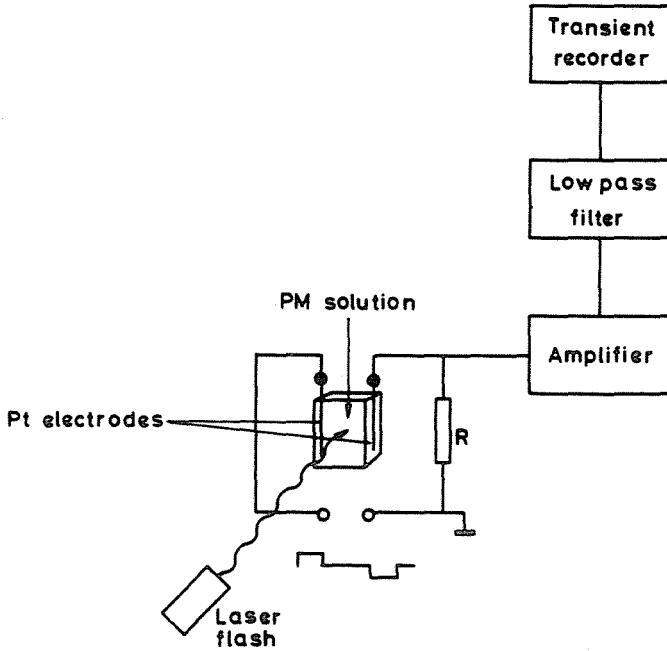 Transient
recorder
Low pass
filter
PM solution
Amplifier
Pt electrodes
R
Laser
flash